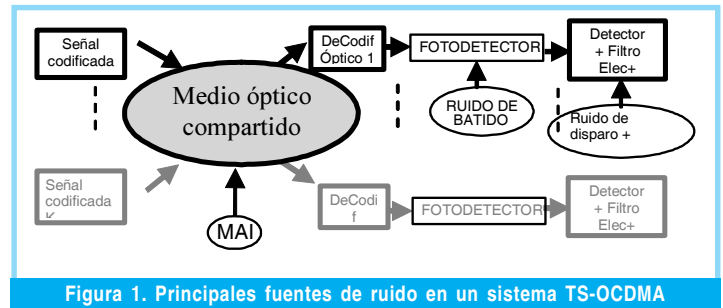 Señal
codificada
DeCodif
Óptico 1
FOTODETECTOR
Detector
+ Filtro
Elec+
Medio óptico
compartido
RUIDO DE
BATIDO
Ruido de
disparo +
Señal
codificada
K
MAI
DeCodi
f
FOTODETECTOR
Detector
+ Filtro
Elec+
Figura 1. Principales fuentes de ruido en un sistema TS-OCDMA